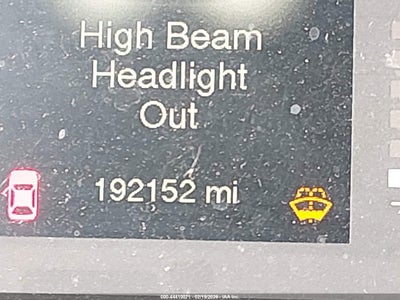 High Beam
Headlight
Out
192152 mi